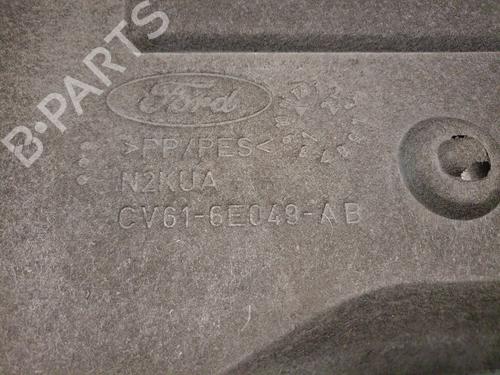 B-PARTS
Ford
>PP/PES<
N2KUA
CV61-6E049-AB